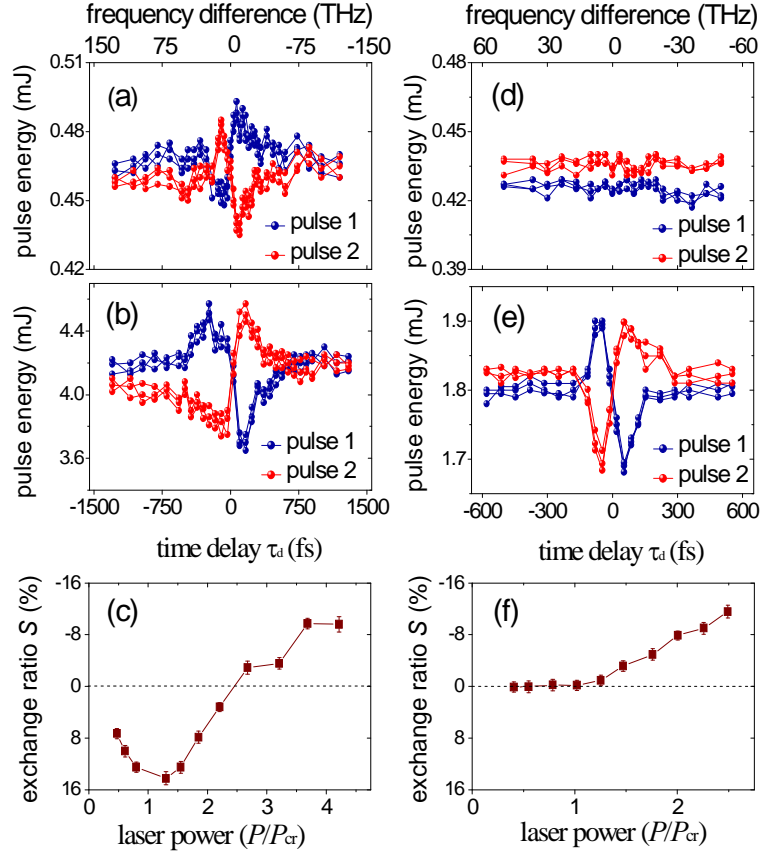 frequency difference (THz)
150 75 0 -75 -150
0.51
0.48
0.45
0.42
pulse energy (mJ)
(a)
pulse 1
pulse 2
4.4
4.0
3.6
pulse energy (mJ)
(b)
pulse 1
pulse 2
-1500 -750 0 750 1500
time delay τd (fs)
-16
-8
0
8
16
exchange ratio S (%)
(c)
0 1 2 3 4
laser power (P/Pcr)
frequency difference (THz)
60 30 0 -30 -60
0.48
0.45
0.42
0.39
pulse energy (mJ)
(d)
pulse 1
pulse 2
1.9
1.8
1.7
pulse energy (mJ)
(e)
pulse 1
pulse 2
-600 -300 0 300 600
time delay τd (fs)
-16
-8
0
8
16
exchange ratio S (%)
(f)
0 1 2
laser power (P/Pcr)